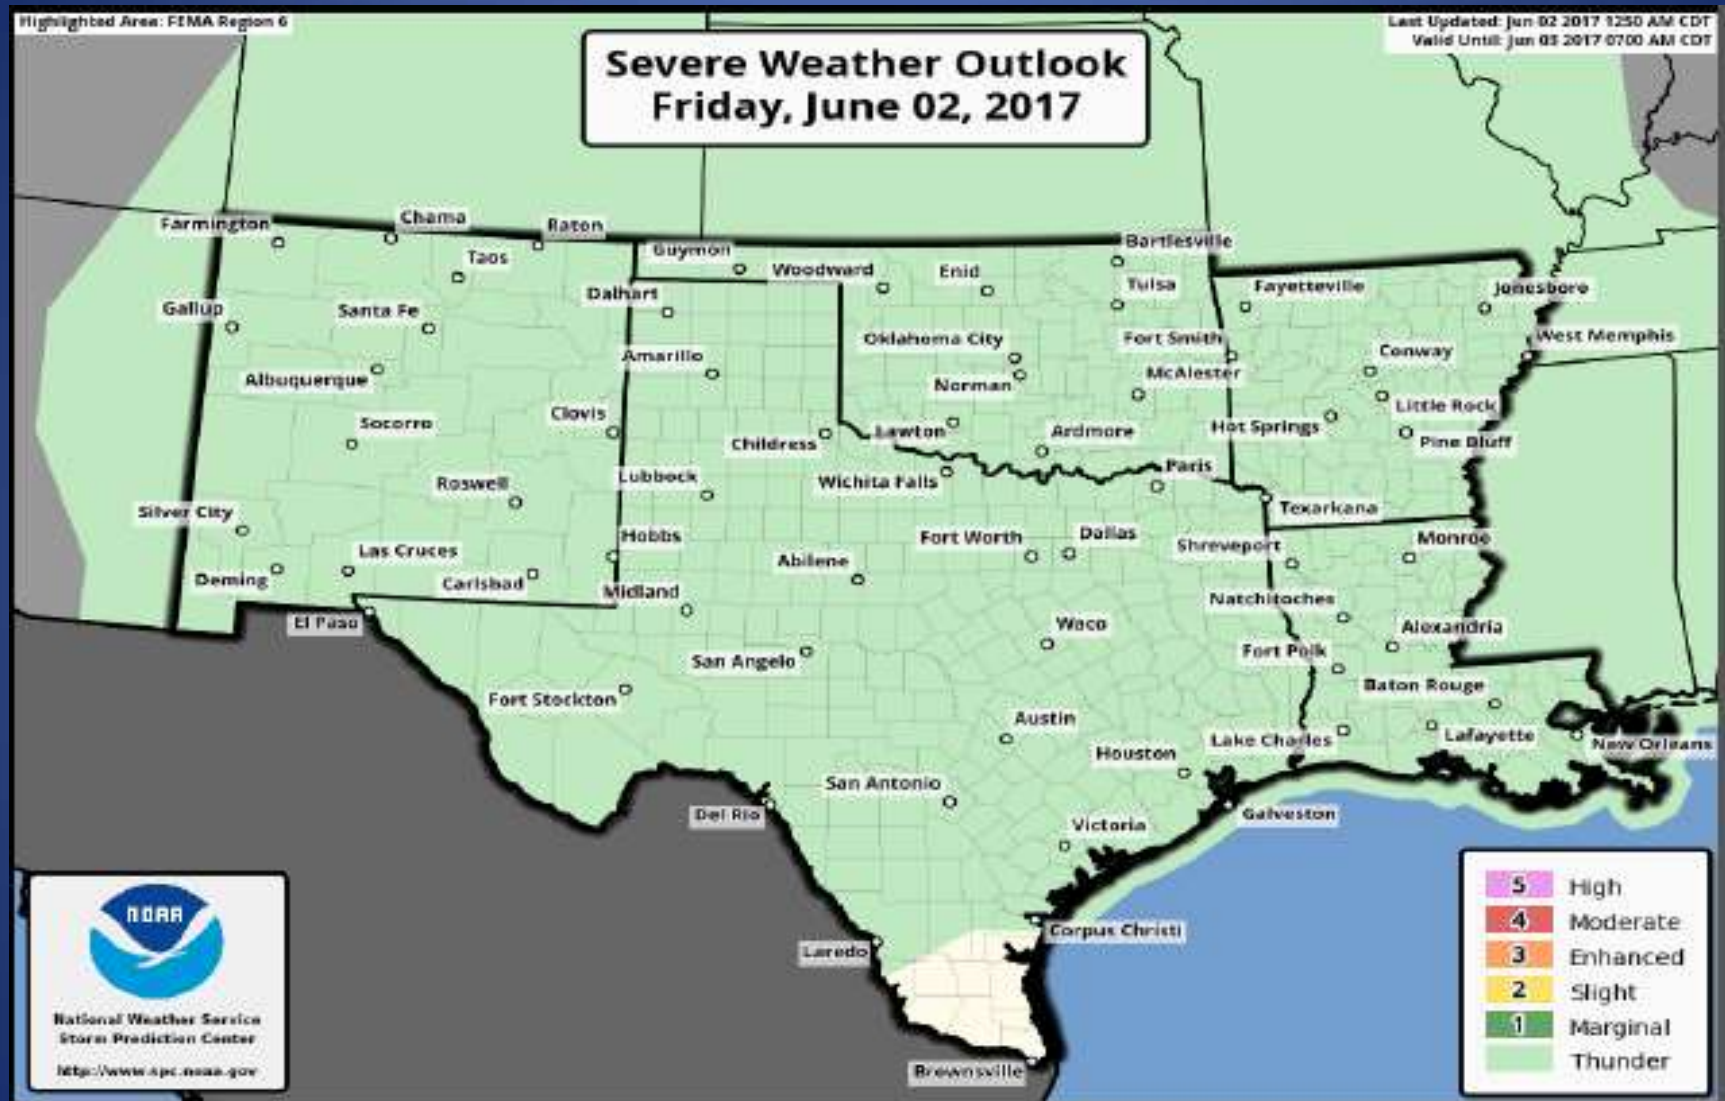 Highlighted Area: FEMA Region 6
Last Updated: Jun 02 2017 1250 AM CDT
Valid Until: Jun 03 2017 0700 AM CDT
Severe Weather Outlook
Friday, June 02, 2017
Farmington
Chama
Raton
Taos
Guymon
Woodward
Enid
Bartlesville
Tulsa
Fayetteville
Jonesboro
Gallup
Santa Fe
Dalhart
Oklahoma City
Fort Smith
Conway
West Memphis
Albuquerque
Amarillo
Norman
McAlester
Little Rock
Socorro
Clovis
Childress
Lawton
Ardmore
Hot Springs
Pine Bluff
Roswell
Lubbock
Wichita Falls
Paris
Texarkana
Silver City
Las Cruces
Hobbs
Abilene
Fort Worth
Dallas
Shreveport
Monroe
Deming
Carlsbad
Midland
Natchitoches
El Paso
San Angelo
Waco
Fort Polk
Alexandria
Fort Stockton
Austin
Baton Rouge
Houston
Lake Charles
Lafayette
New Orleans
San Antonio
Del Rio
Victoria
Galveston
Laredo
Corpus Christi
Brownsville
NOAA
National Weather Service
Storm Prediction Center
http://www.spc.noaa.gov
5 High
4 Moderate
3 Enhanced
2 Slight
1 Marginal
Thunder